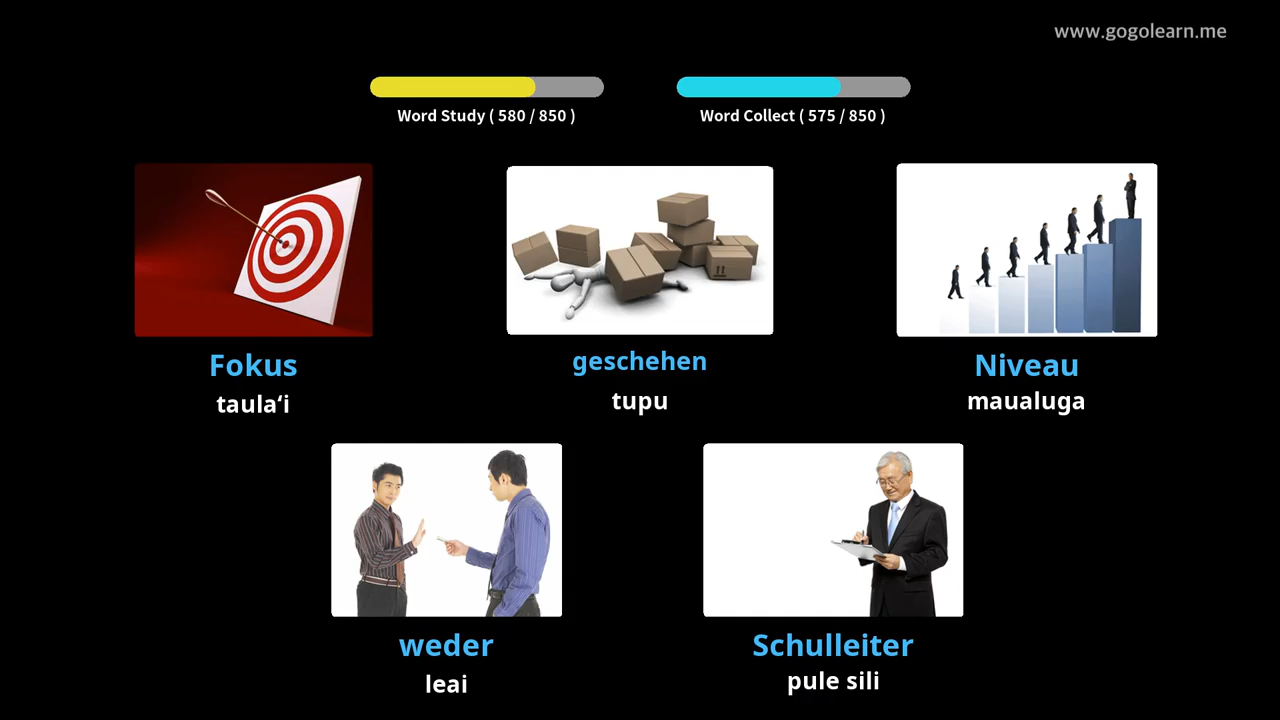 www.gogolearn.me
Word Study ( 580 / 850 )
Word Collect ( 575 / 850 )
Fokus
taulaʻi
geschehen
tupu
Niveau
maualuga
weder
leai
Schulleiter
pule sili